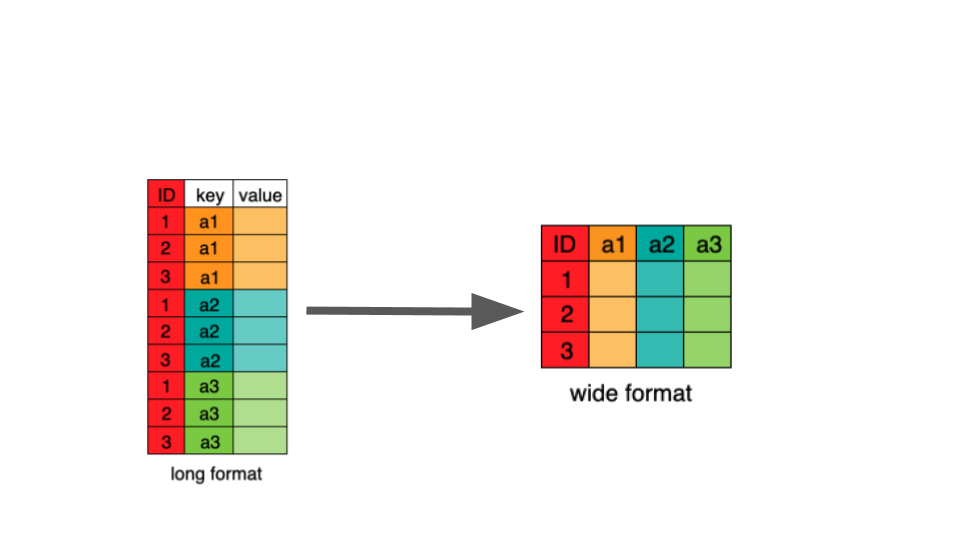 ID key value
1 a1
2 a1
3 a1
1 a2
2 a2
3 a2
1 a3
2 a3
3 a3
long format
ID a1 a2 a3
1
2
3
wide format